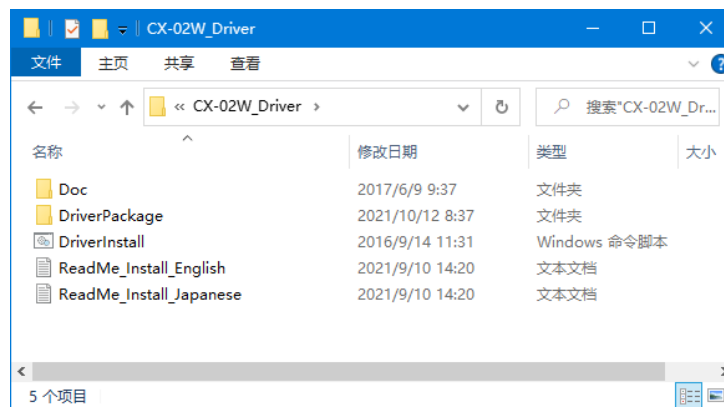 CX-02W_Driver
文件 主页 共享 查看 ?
« CX-02W_Driver › 搜索"CX-02W_Dr...
名称 修改日期 类型 大小
Doc 2017/6/9 9:37 文件夹
DriverPackage 2021/10/12 8:37 文件夹
DriverInstall 2016/9/14 11:31 Windows 命令脚本
ReadMe_Install_English 2021/9/10 14:20 文本文档
ReadMe_Install_Japanese 2021/9/10 14:20 文本文档
5 个项目